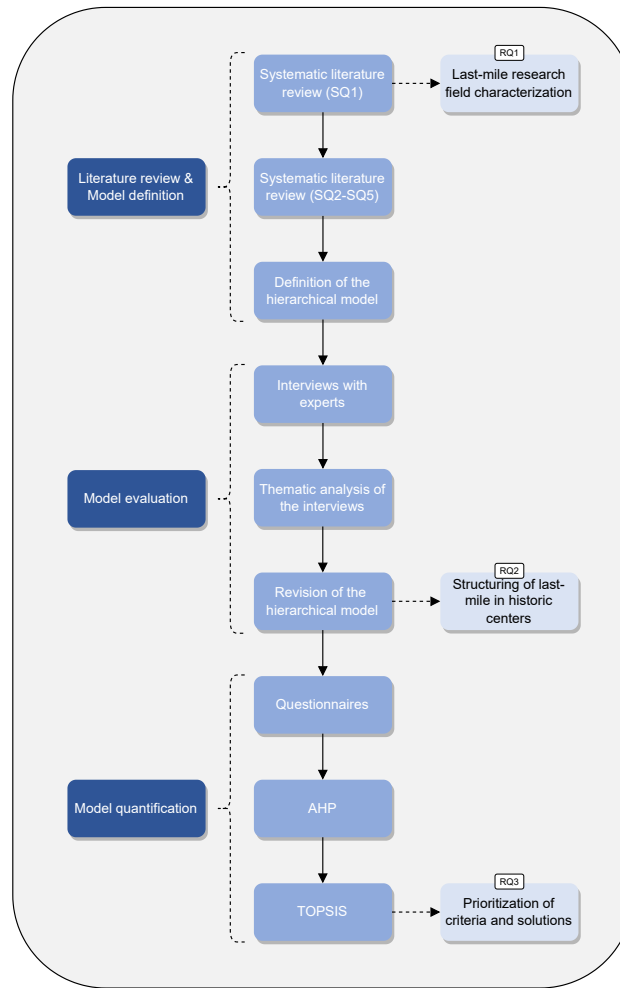 RQ1
Systematic literature
review (SQ1)
Last-mile research
field characterization
Literature review &
Model definition
Systematic literature
review (SQ2-SQ5)
Definition of the
hierarchical model
Interviews with
experts
Model evaluation
Thematic analysis of
the interviews
RQ2
Revision of the
hierarchical model
Structuring of last-
mile in historic
centers
Questionnaires
Model quantification
AHP
RQ3
TOPSIS
Prioritization of
criteria and solutions